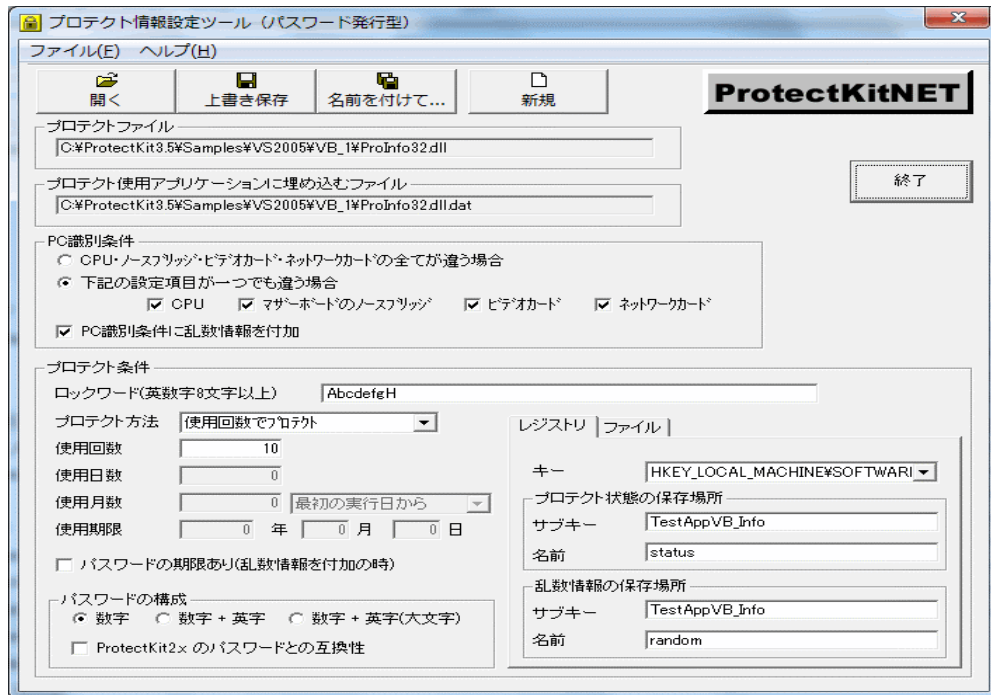 プロテクト情報設定ツール（パスワード発行型）
ファイル(F) ヘルプ(H)
開く 上書き保存 名前を付けて... 新規
ProtectKitNET
プロテクトファイル
C:¥ProtectKit3.5¥Samples¥VS2005¥VB_1¥ProInfo32.dll
終了
プロテクト使用アプリケーションに埋め込むファイル
C:¥ProtectKit3.5¥Samples¥VS2005¥VB_1¥ProInfo32.dll.dat
PC識別条件
CPU・ノースブリッジ・ビデオカード・ネットワークカードの全てが違う場合
下記の設定項目が一つでも違う場合
CPU マザーボードのノースブリッジ ビデオカード ネットワークカード
PC識別条件に乱数情報を付加
プロテクト条件
ロックワード(英数字8文字以上) AbcdefgH
プロテクト方法 使用回数でプロテクト
使用回数 10
使用日数 0
使用月数 0 最初の実行日から
使用期限 0 年 0 月 0 日
パスワードの期限あり(乱数情報を付加の時)
パスワードの構成
数字 数字 + 英字 数字 + 英字(大文字)
ProtectKit2x のパスワードとの互換性
レジストリ ファイル
キー HKEY_LOCAL_MACHINE¥SOFTWARI
プロテクト状態の保存場所
サブキー TestAppVB_Info
名前 status
乱数情報の保存場所
サブキー TestAppVB_Info
名前 random